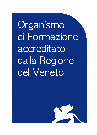 Organismo
di Formazione
accreditato
dalla Regione
del Veneto